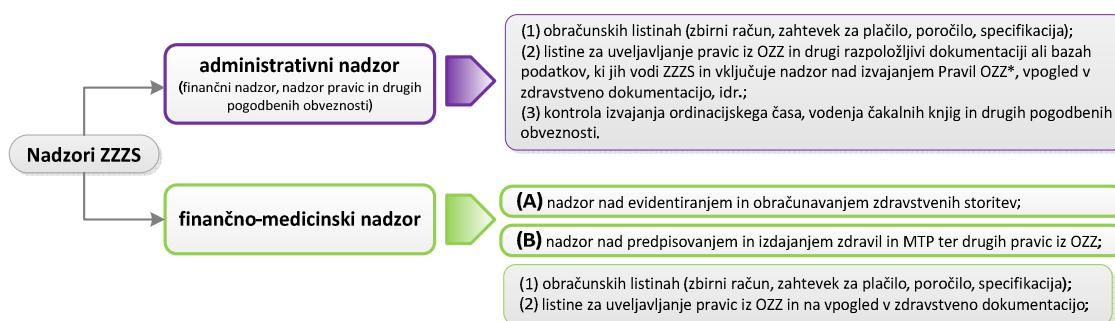 Nadzori ZZZS
administrativni nadzor
(finančni nadzor, nadzor pravic in drugih
pogodbenih obveznosti)
(1) obračunskih listinah (zbirni račun, zahtevek za plačilo, poročilo, specifikacija);
(2) listine za uveljavljanje pravic iz OZZ in drugi razpoložljivi dokumentaciji ali bazah
podatkov, ki jih vodi ZZZS in vključuje nadzor nad izvajanjem Pravil OZZ*, vpogled v
zdravstveno dokumentacijo, idr.;
(3) kontrola izvajanja ordinacijskega časa, vodenja čakalnih knjig in drugih pogodbenih
obveznosti.
finančno-medicinski nadzor
(A) nadzor nad evidentiranjem in obračunavanjem zdravstvenih storitev;
(B) nadzor nad predpisovanjem in izdajanjem zdravil in MTP ter drugih pravic iz OZZ;
(1) obračunskih listinah (zbirni račun, zahtevek za plačilo, poročilo, specifikacija);
(2) listine za uveljavljanje pravic iz OZZ in na vpogled v zdravstveno dokumentacijo;